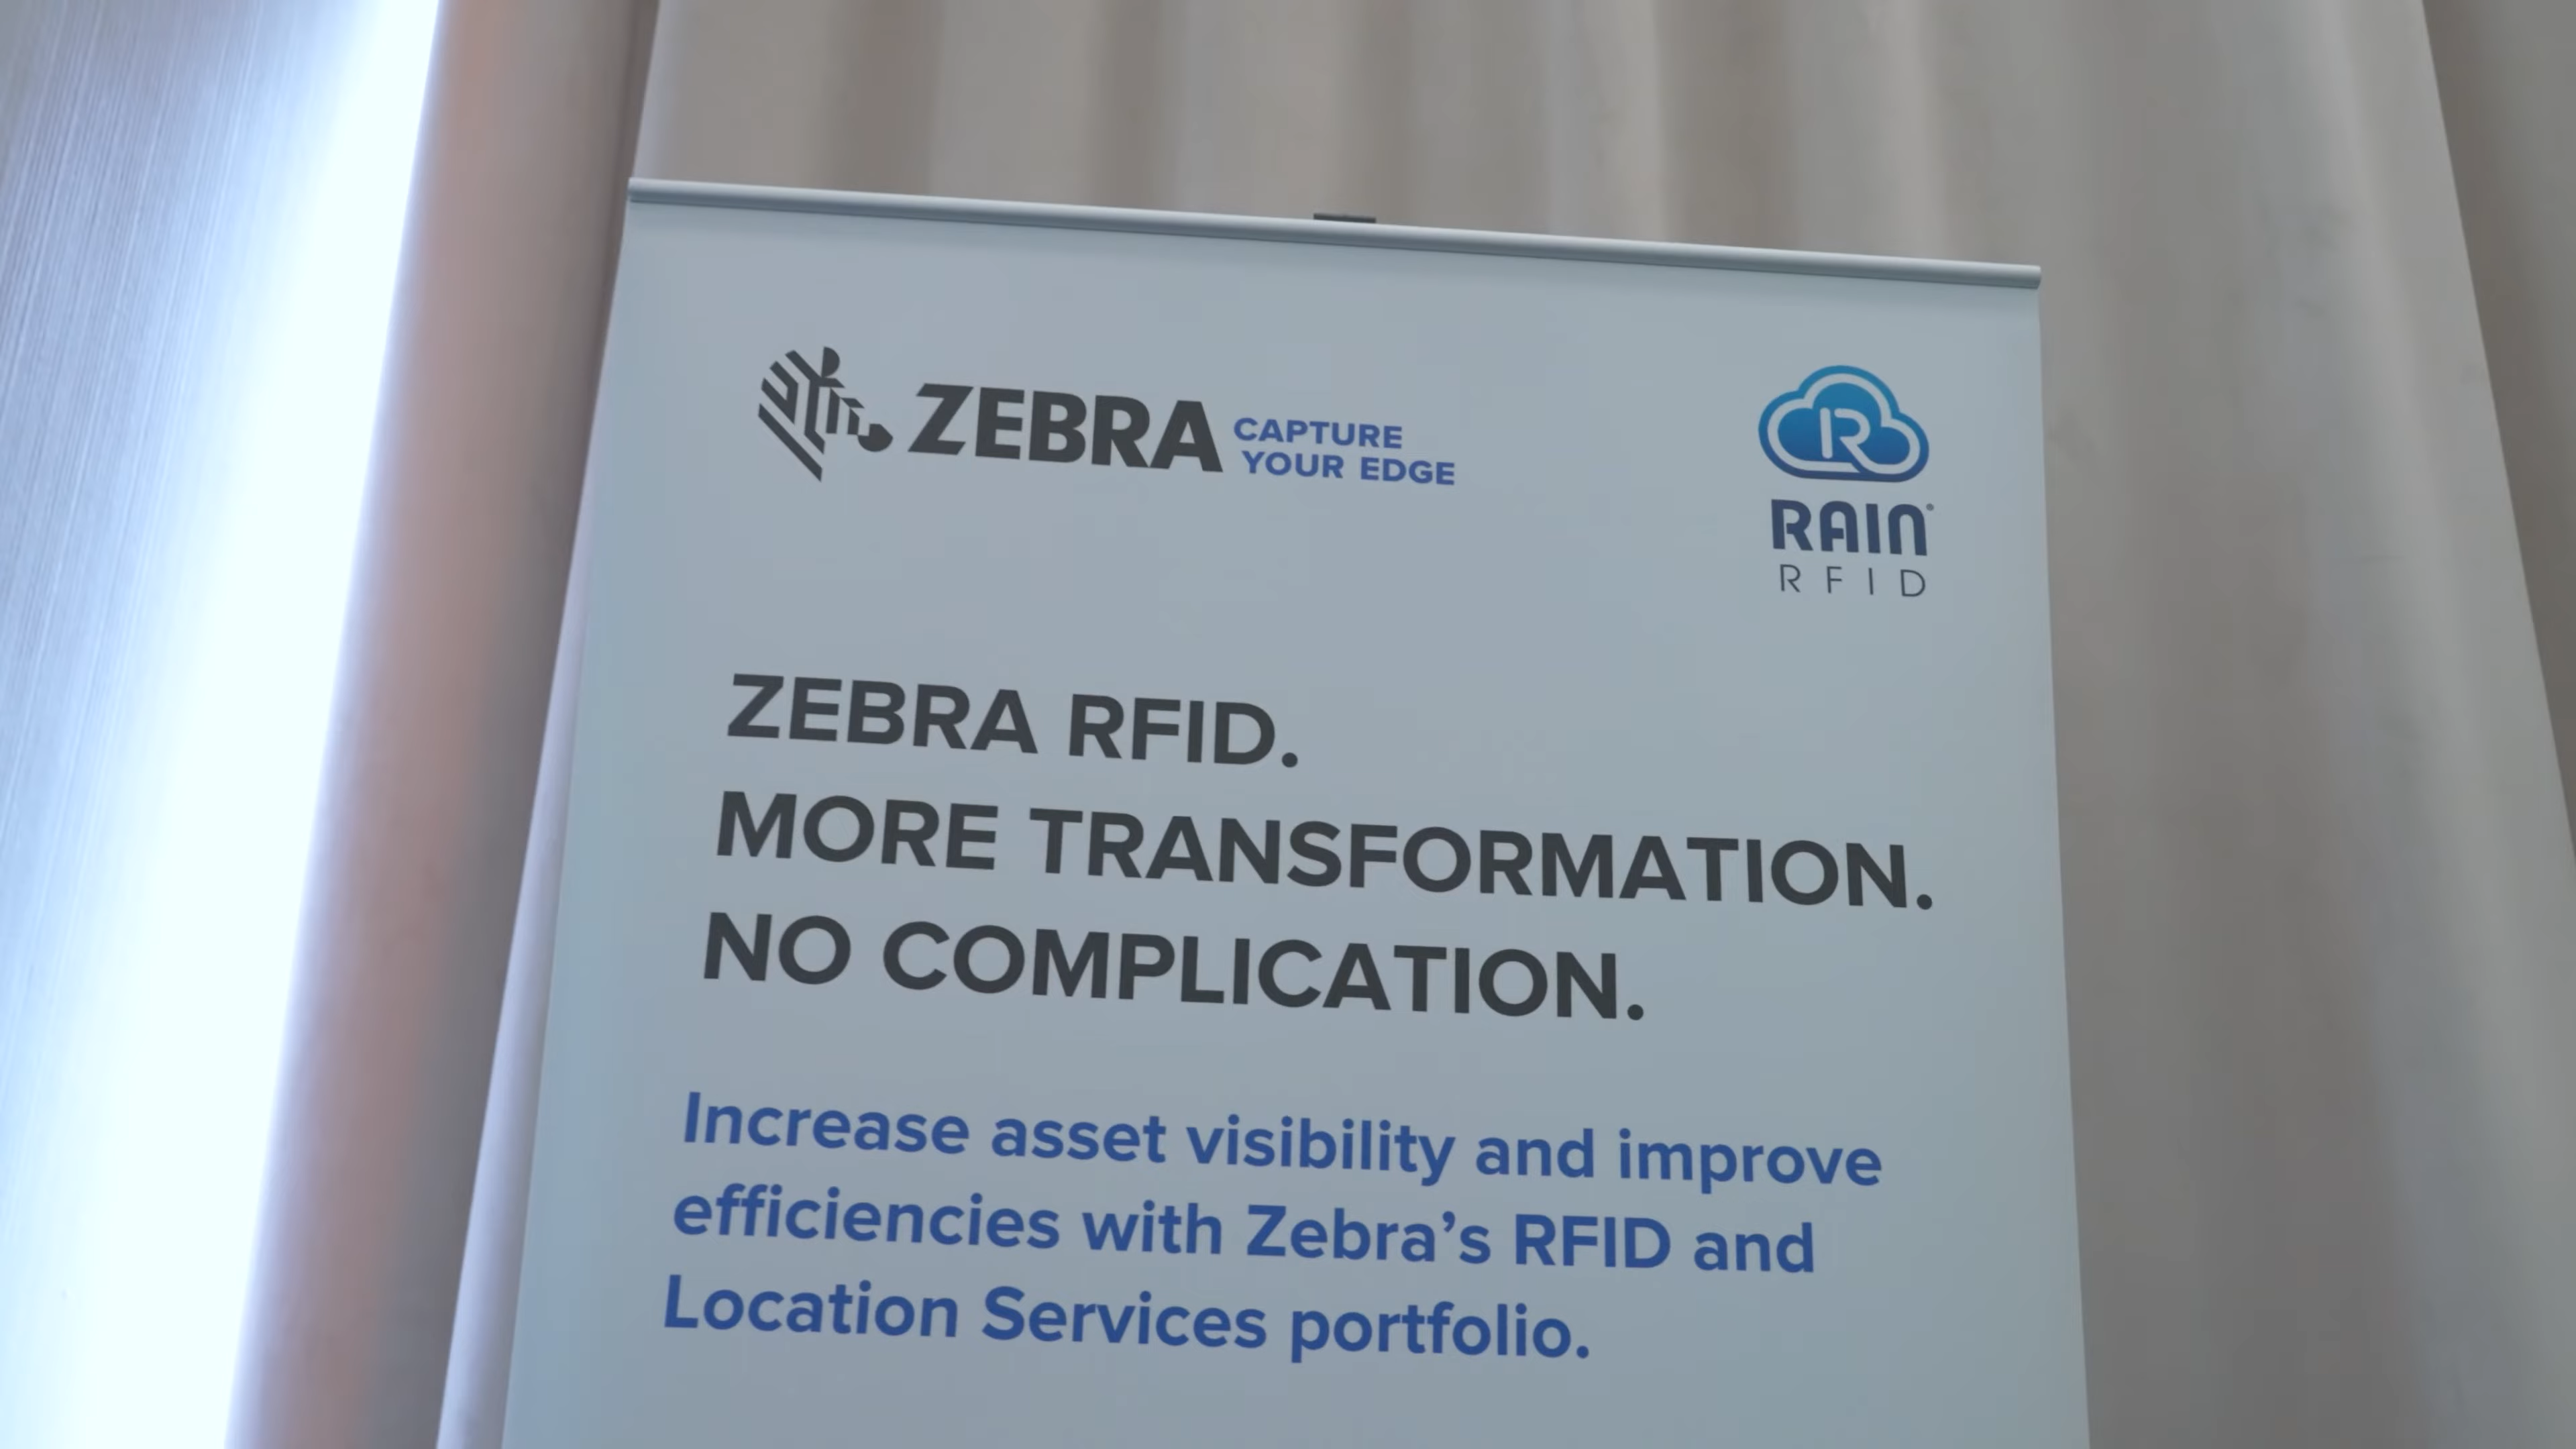 ZEBRA
CAPTURE
YOUR EDGE
R
RAIN
RFID
ZEBRA RFID.
MORE TRANSFORMATION.
NO COMPLICATION.
Increase asset visibility and improve
efficiencies with Zebra’s RFID and
Location Services portfolio.